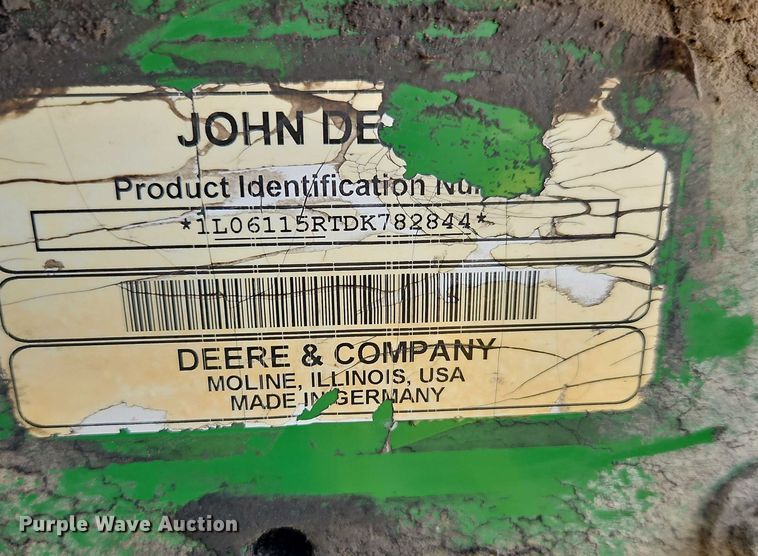 JOHN DE
Product Identification Nu
*1L06115RTDK782844*
DEERE & COMPANY
MOLINE, ILLINOIS, USA
MADE IN GERMANY
Purple Wave Auction